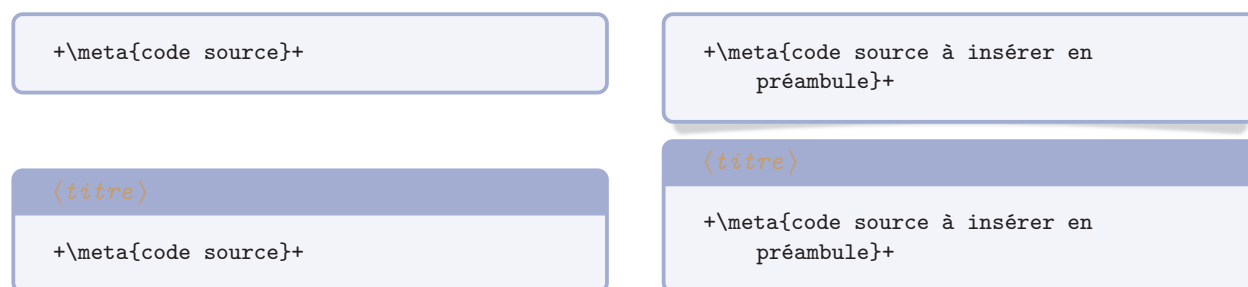 +\meta{code source}+
+\meta{code source à insérer en
préambule}+
⟨titre⟩
+\meta{code source}+
⟨titre⟩
+\meta{code source à insérer en
préambule}+